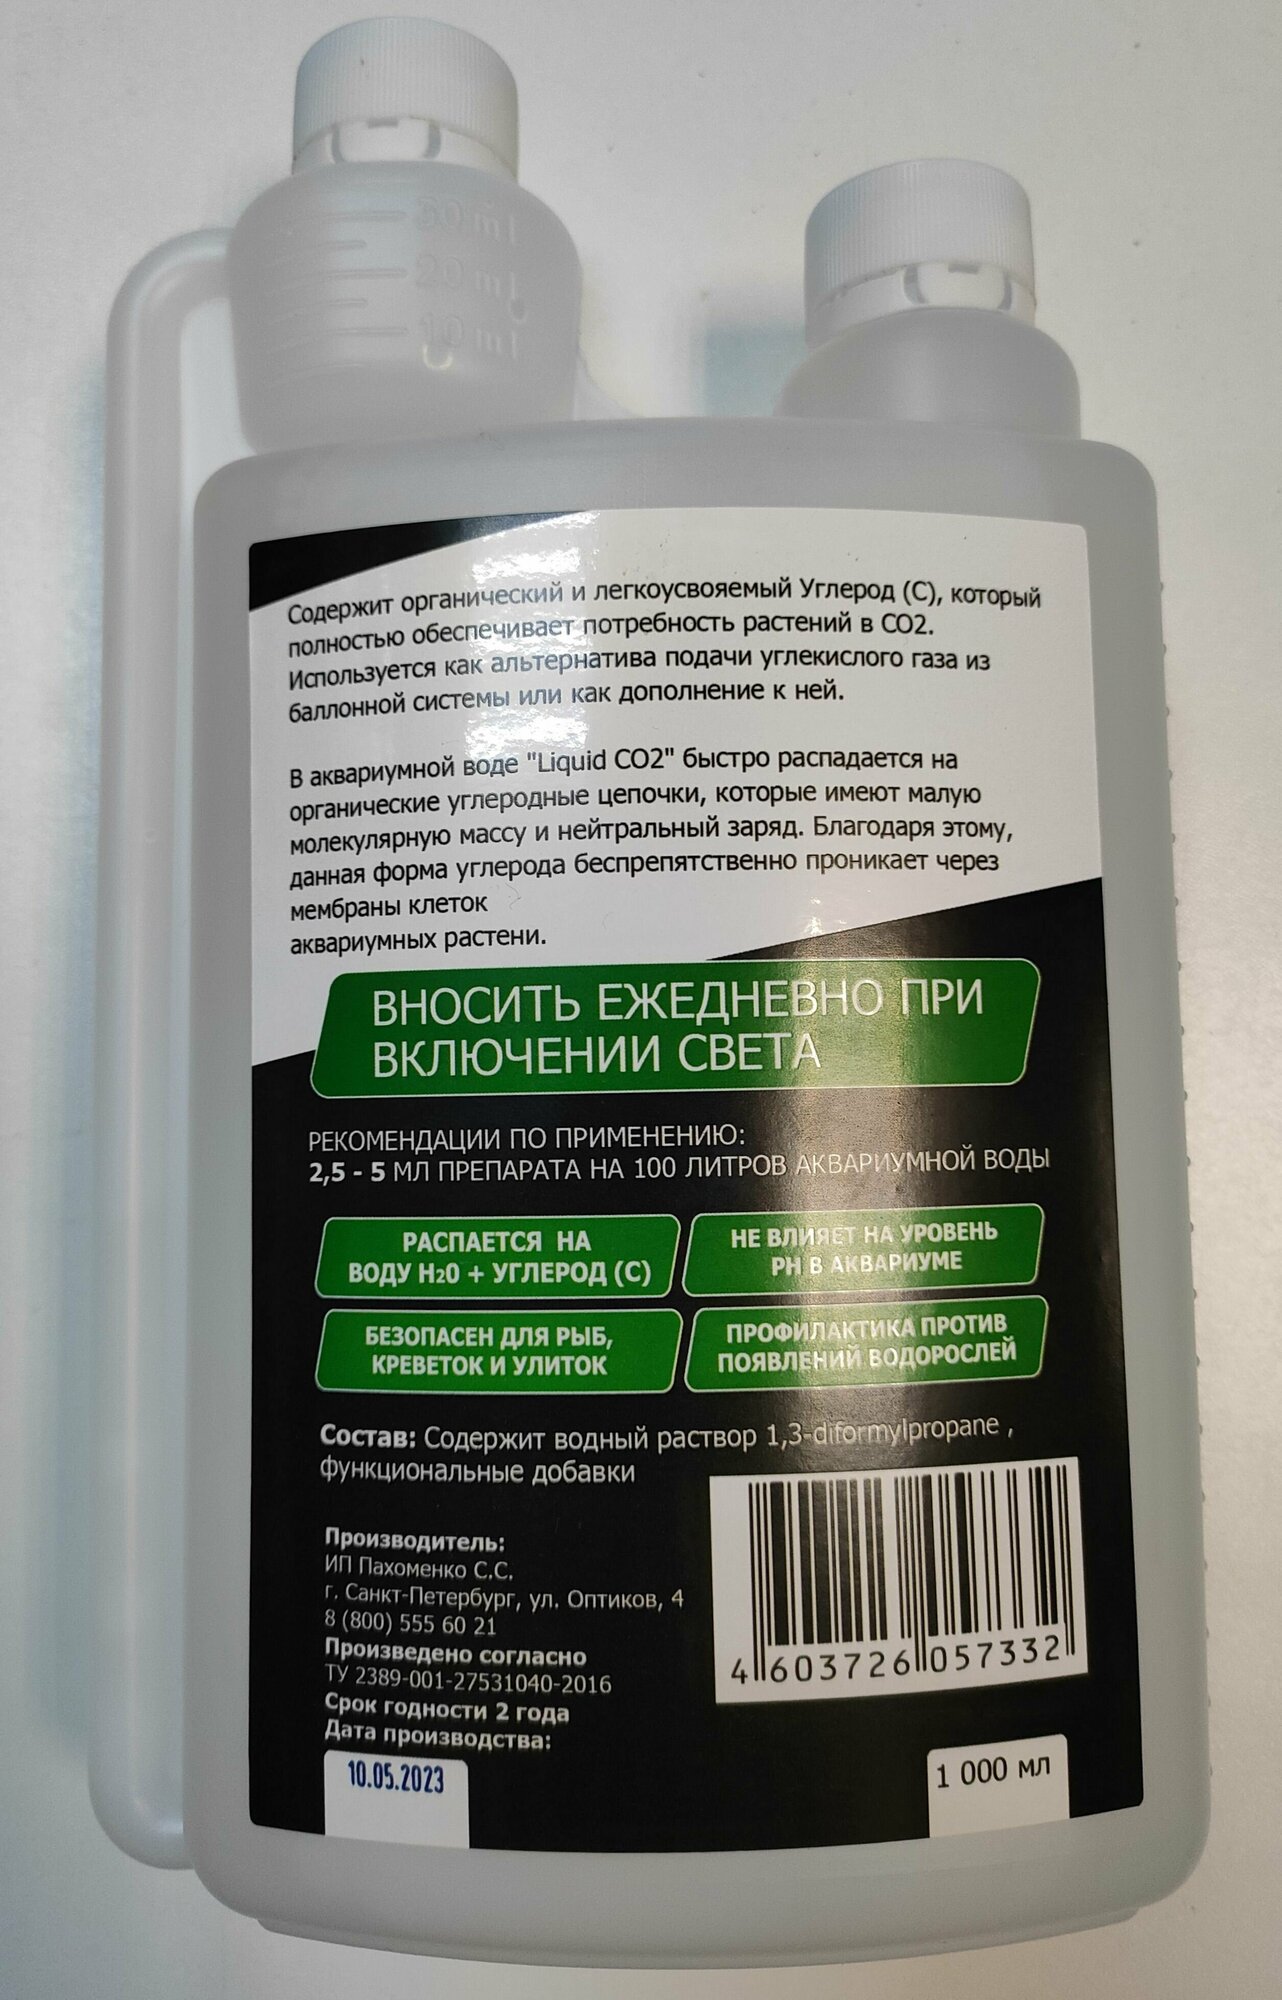 30 ml
20 ml
10 ml
Содержит органический и легкоусвояемый Углерод (С), который
полностью обеспечивает потребность растений в СО2.
Используется как альтернатива подачи углекислого газа из
баллонной системы или как дополнение к ней.
В аквариумной воде "Liquid CO2" быстро распадается на
органические углеродные цепочки, которые имеют малую
молекулярную массу и нейтральный заряд. Благодаря этому,
данная форма углерода беспрепятственно проникает через
мембраны клеток
аквариумных растени.
ВНОСИТЬ ЕЖЕДНЕВНО ПРИ
ВКЛЮЧЕНИИ СВЕТА
РЕКОМЕНДАЦИИ ПО ПРИМЕНЕНИЮ:
2,5 - 5 МЛ ПРЕПАРАТА НА 100 ЛИТРОВ АКВАРИУМНОЙ ВОДЫ
РАСПАЕТСЯ НА
ВОДУ H20 + УГЛЕРОД (С)
НЕ ВЛИЯЕТ НА УРОВЕНЬ
PH В АКВАРИУМЕ
БЕЗОПАСЕН ДЛЯ РЫБ,
КРЕВЕТОК И УЛИТОК
ПРОФИЛАКТИКА ПРОТИВ
ПОЯВЛЕНИЙ ВОДОРОСЛЕЙ
Состав: Содержит водный раствор 1,3-diformylpropane ,
функциональные добавки
Производитель:
ИП Пахоменко С.С.
г. Санкт-Петербург, ул. Оптиков, 4
8 (800) 555 60 21
Произведено согласно
ТУ 2389-001-27531040-2016
Срок годности 2 года
Дата производства:
10.05.2023
4 603726 057332
1 000 мл